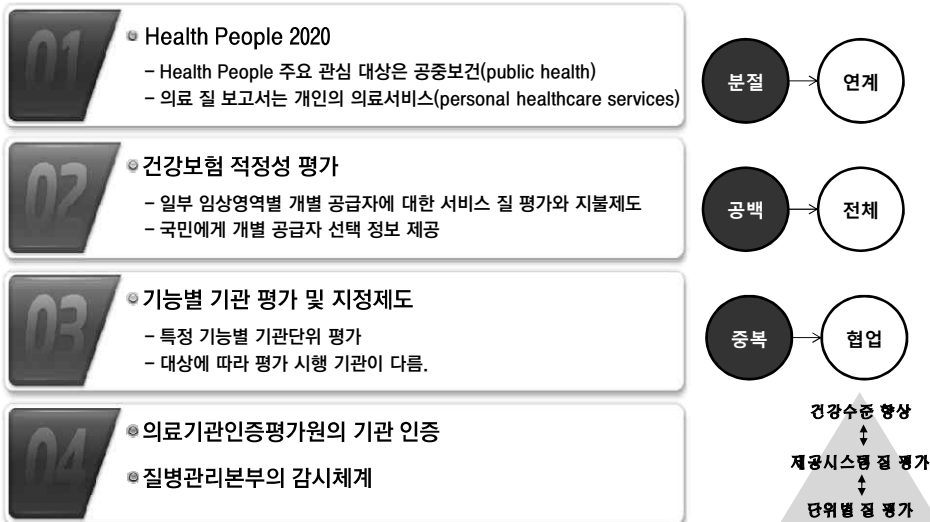 01
Health People 2020
– Health People 주요 관심 대상은 공중보건(public health)
– 의료 질 보고서는 개인의 의료서비스(personal healthcare services)
분절
연계
02
건강보험 적정성 평가
– 일부 임상영역별 개별 공급자에 대한 서비스 질 평가와 지불제도
– 국민에게 개별 공급자 선택 정보 제공
공백
전체
03
기능별 기관 평가 및 지정제도
– 특정 기능별 기관단위 평가
– 대상에 따라 평가 시행 기관이 다름.
중복
협업
04
의료기관인증평가원의 기관 인증
질병관리본부의 감시체계
건강수준 향상
제공시스템 질 평가
단위별 질 평가